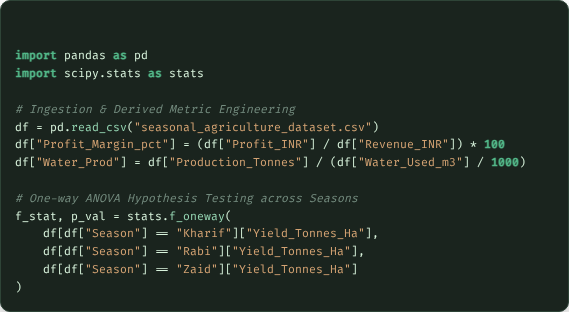 import pandas as pd
import scipy.stats as stats
# Ingestion & Derived Metric Engineering
df = pd.read_csv("seasonal_agriculture_dataset.csv")
df["Profit_Margin_pct"] = (df["Profit_INR"] / df["Revenue_INR"]) * 100
df["Water_Prod"] = df["Production_Tonnes"] / (df["Water_Used_m3"] / 1000)
# One-way ANOVA Hypothesis Testing across Seasons
f_stat, p_val = stats.f_oneway(
    df[df["Season"] == "Kharif"]["Yield_Tonnes_Ha"],
    df[df["Season"] == "Rabi"]["Yield_Tonnes_Ha"],
    df[df["Season"] == "Zaid"]["Yield_Tonnes_Ha"]
)